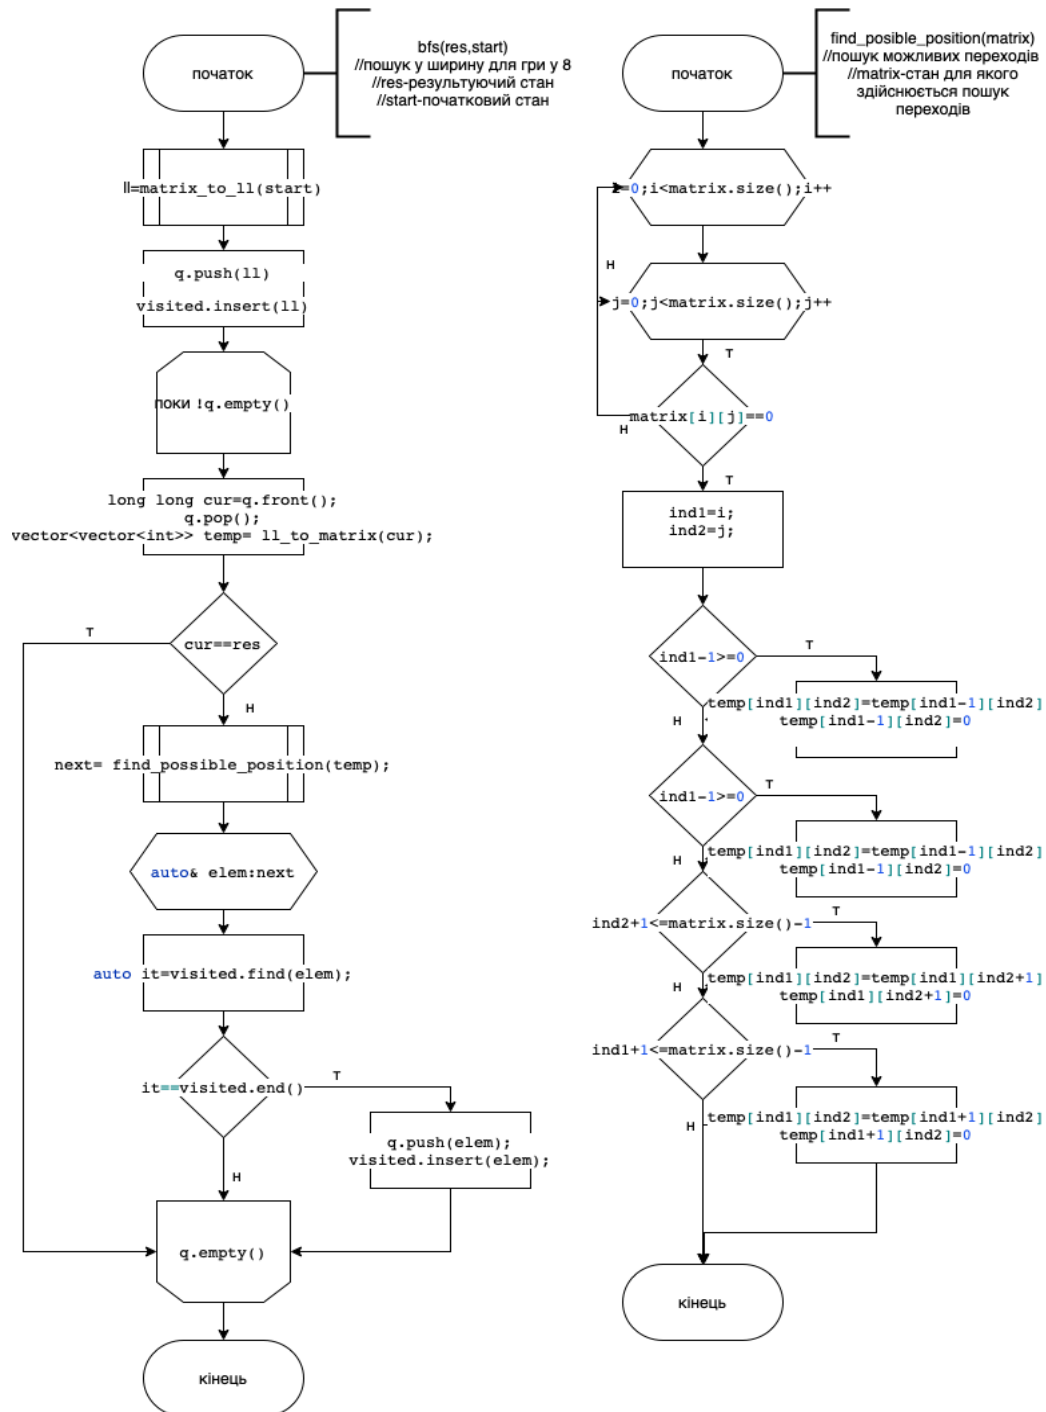 початок
bfs(res,start)
//пошук у ширину для гри у 8
//res-результуючий стан
//start-початковий стан
ll=matrix_to_ll(start)
q.push(ll)
visited.insert(ll)
поки !q.empty()
long long cur=q.front();
q.pop();
vector<vector<int>> temp= ll_to_matrix(cur);
cur==res
Т
Н
next= find_possible_position(temp);
auto& elem:next
auto it=visited.find(elem);
it==visited.end()
Т
q.push(elem);
visited.insert(elem);
Н
q.empty()
кінець
початок
find_posible_position(matrix)
//пошук можливих переходів
//matrix-стан для якого
здійснюється пошук
переходів
=0;i<matrix.size();i++
Н
j=0;j<matrix.size();j++
Т
matrix[i][j]==0
Н
Т
ind1=i;
ind2=j;
ind1-1>=0
Т
temp[ind1][ind2]=temp[ind1-1][ind2]
temp[ind1-1][ind2]=0
Н
ind1-1>=0
Т
temp[ind1][ind2]=temp[ind1-1][ind2]
temp[ind1-1][ind2]=0
Н
ind2+1<=matrix.size()-1
Т
temp[ind1][ind2]=temp[ind1][ind2+1]
temp[ind1][ind2+1]=0
Н
ind1+1<=matrix.size()-1
Т
temp[ind1][ind2]=temp[ind1+1][ind2]
temp[ind1+1][ind2]=0
Н
кінець